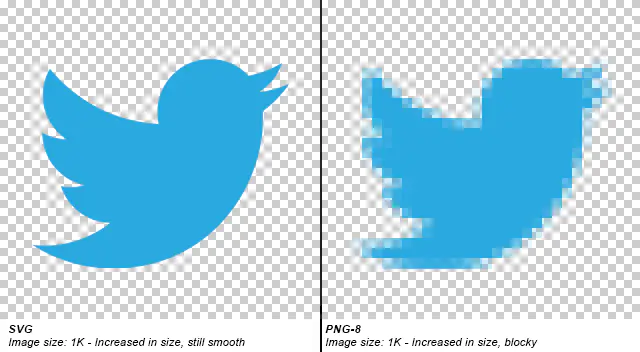 SVG
Image size: 1K - Increased in size, still smooth
PNG-8
Image size: 1K - Increased in size, blocky